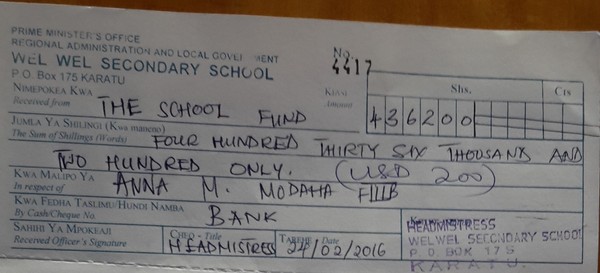 PRIME MINISTER'S OFFICE
REGIONAL ADMINISTRATION AND LOCAL GOVERNMENT
WEL WEL SECONDARY SCHOOL
P.O. Box 175 KARATU
No.
4417
NIMEPOKEA KWA
Received from
THE SCHOOL FUND
KIASI
Amount
Shs. Cts
436200
JUMLA YA SHILINGI (Kwa maneno)
The Sum of Shillings (Words)
FOUR HUNDRED THIRTY SIX THOUSAND AND
TWO HUNDRED ONLY. (USD 200)
KWA MALIPO YA
In respect of
ANNA M. MODAHA FIIIB
KWA FEDHA TASLIMU/HUNDI NAMBA
By Cash/Cheque No.
BANK
SAHIHI YA MPOKEAJI
Received Officer's Signature
CHEO - Title
HEADMISTRESS
TAREHE Date
24/02/2016
HEADMISTRESS
WELWEL SECONDARY SCHOOL
P. O. BOX 175
KARATU